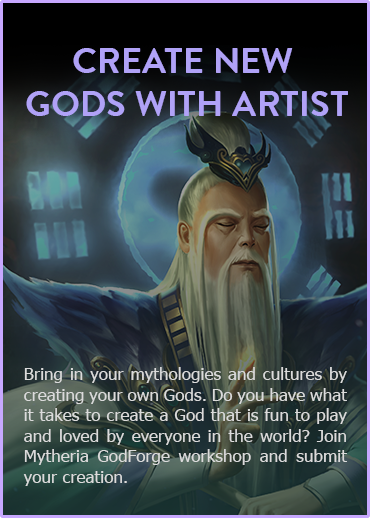 CREATE NEW
GODS WITH ARTIST
Bring in your mythologies and cultures by
creating your own Gods. Do you have what
it takes to create a God that is fun to play
and loved by everyone in the world? Join
Mytheria GodForge workshop and submit
your creation.